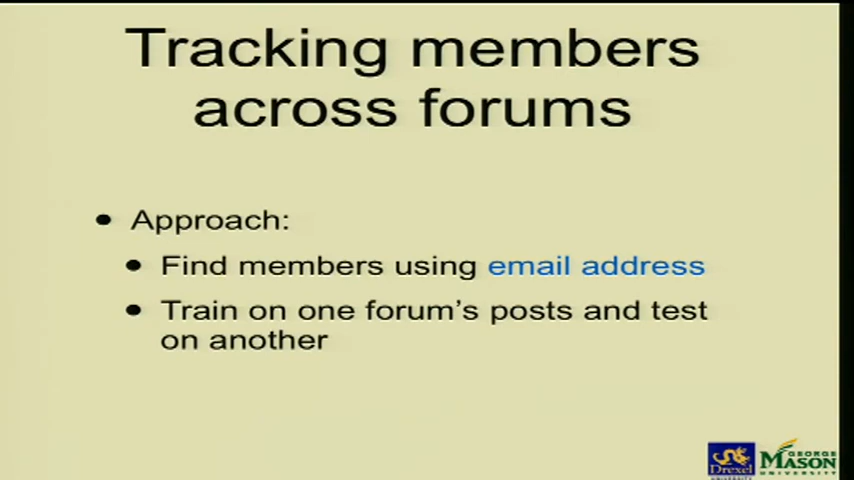 Tracking members
across forums
• Approach:
• Find members using email address
• Train on one forum's posts and test
on another
Drexel
UNIVERSITY
GEORGE
MASON
UNIVERSITY